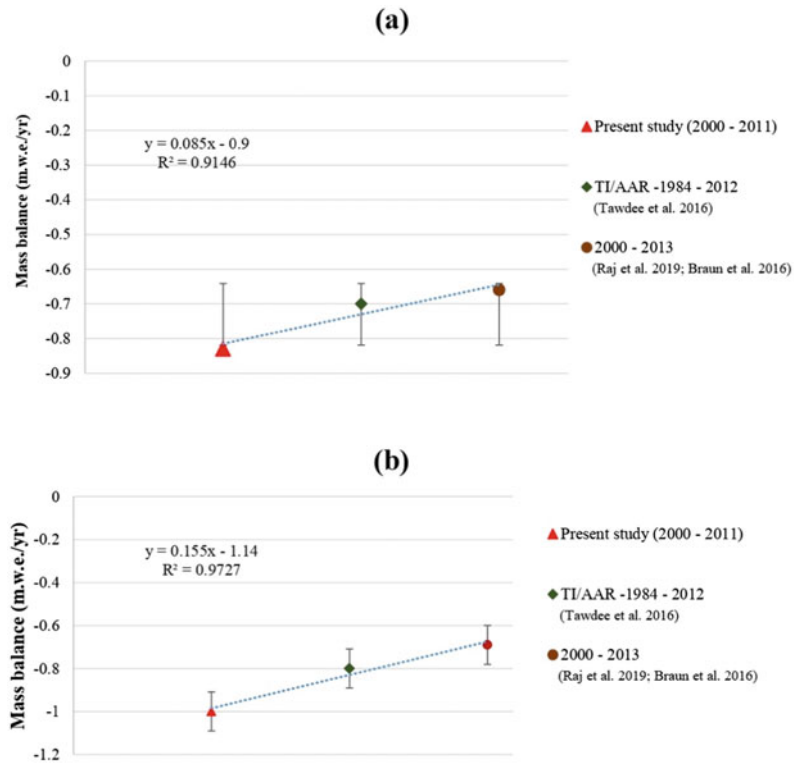 (a)
Mass balance (m.w.e./yr)
0
-0.1
-0.2
-0.3
-0.4
-0.5
-0.6
-0.7
-0.8
-0.9
y = 0.085x - 0.9
R² = 0.9146
Present study (2000 - 2011)
TI/AAR -1984 - 2012
(Tawdee et al. 2016)
2000 - 2013
(Raj et al. 2019; Braun et al. 2016)
(b)
Mass balance (m.w.e./yr)
0
-0.2
-0.4
-0.6
-0.8
-1
-1.2
y = 0.155x - 1.14
R² = 0.9727
Present study (2000 - 2011)
TI/AAR -1984 - 2012
(Tawdee et al. 2016)
2000 - 2013
(Raj et al. 2019; Braun et al. 2016)